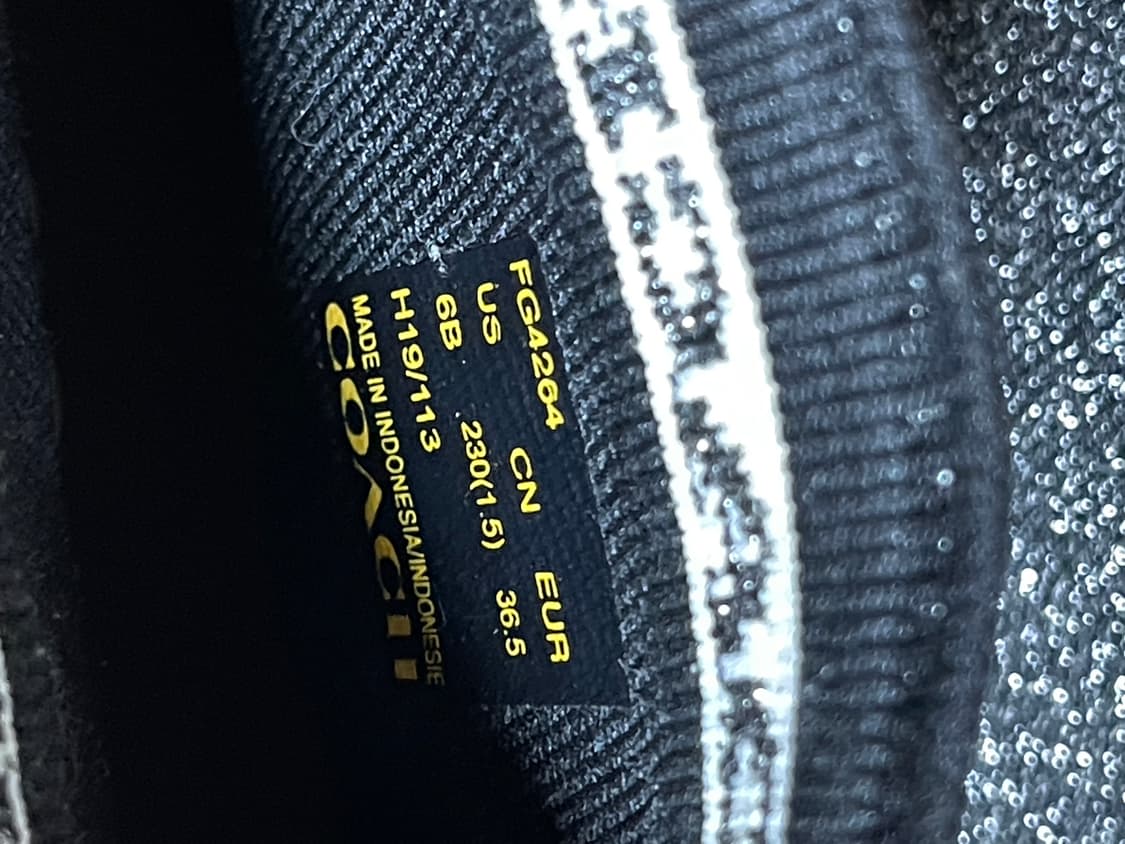 FG4264
US CN EUR
6B 230(1.5) 36.5
H19/113
MADE IN INDONESIA/INDONESIE
COACH